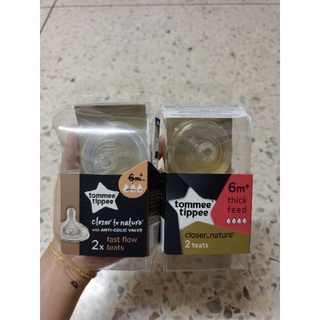 6m+
tommee
tippee
closer to nature®
with ANTI-COLIC VALVE
2x fast flow
teats
tommee
tippee
6m+
thick
feed
closer to nature®
2 teats